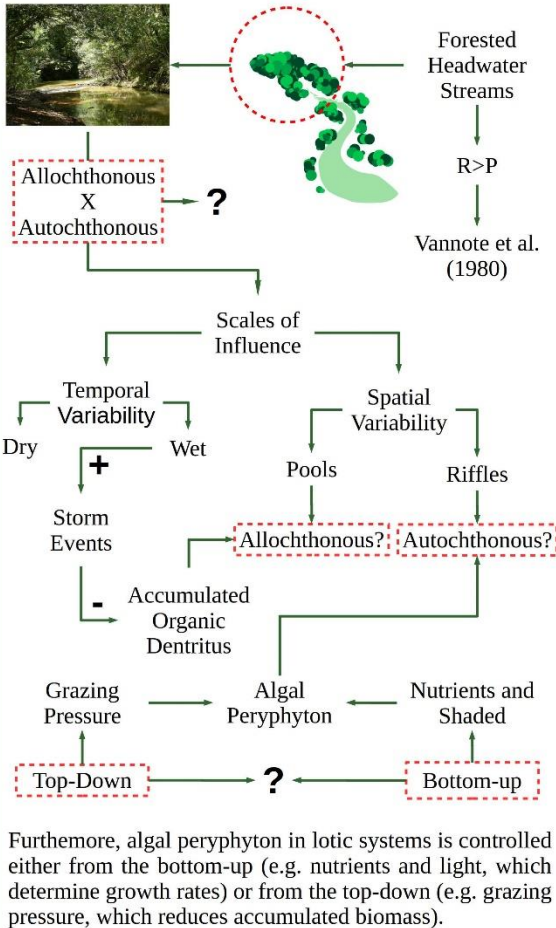 Forested
Headwater
Streams
R>P
Vannote et al.
(1980)
Allochthonous
X
Autochthonous
?
Scales of
Influence
Temporal
Variability
Dry
Wet
+
Storm
Events
-
Accumulated
Organic
Dentritus
Spatial
Variability
Pools
Riffles
Allochthonous?
Autochthonous?
Grazing
Pressure
Algal
Peryphyton
Nutrients and
Shaded
Top-Down
?
Bottom-up
Furthemore, algal peryphyton in lotic systems is controlled
either from the bottom-up (e.g. nutrients and light, which
determine growth rates) or from the top-down (e.g. grazing
pressure, which reduces accumulated biomass).